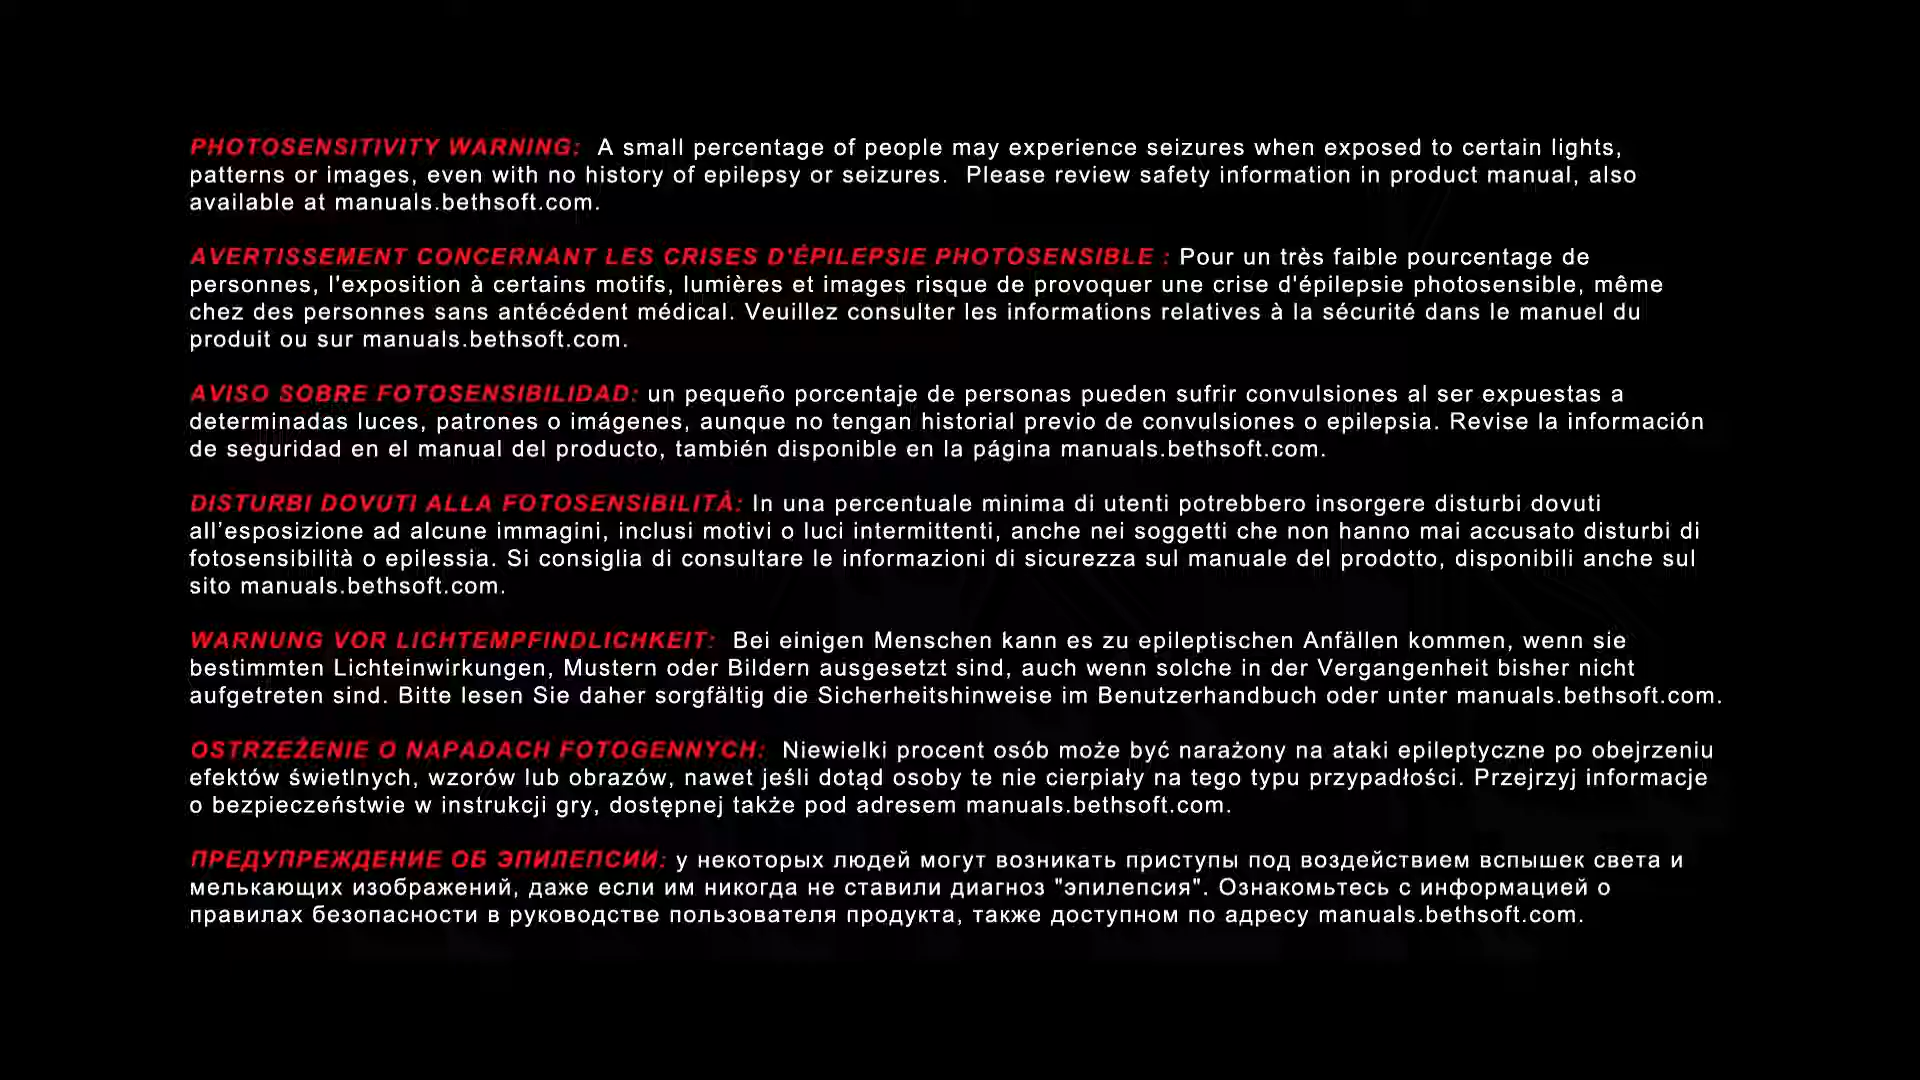 PHOTOSENSITIVITY WARNING: A small percentage of people may experience seizures when exposed to certain lights,
patterns or images, even with no history of epilepsy or seizures. Please review safety information in product manual, also
available at manuals.bethsoft.com.
AVERTISSEMENT CONCERNANT LES CRISES D'ÉPILEPSIE PHOTOSENSIBLE : Pour un très faible pourcentage de
personnes, l'exposition à certains motifs, lumières et images risque de provoquer une crise d'épilepsie photosensible, même
chez des personnes sans antécédent médical. Veuillez consulter les informations relatives à la sécurité dans le manuel du
produit ou sur manuals.bethsoft.com.
AVISO SOBRE FOTOSENSIBILIDAD: un pequeño porcentaje de personas pueden sufrir convulsiones al ser expuestas a
determinadas luces, patrones o imágenes, aunque no tengan historial previo de convulsiones o epilepsia. Revise la información
de seguridad en el manual del producto, también disponible en la página manuals.bethsoft.com.
DISTURBI DOVUTI ALLA FOTOSENSIBILITÀ: In una percentuale minima di utenti potrebbero insorgere disturbi dovuti
all’esposizione ad alcune immagini, inclusi motivi o luci intermittenti, anche nei soggetti che non hanno mai accusato disturbi di
fotosensibilità o epilessia. Si consiglia di consultare le informazioni di sicurezza sul manuale del prodotto, disponibili anche sul
sito manuals.bethsoft.com.
WARNUNG VOR LICHTEMPFINDLICHKEIT: Bei einigen Menschen kann es zu epileptischen Anfällen kommen, wenn sie
bestimmten Lichteinwirkungen, Mustern oder Bildern ausgesetzt sind, auch wenn solche in der Vergangenheit bisher nicht
aufgetreten sind. Bitte lesen Sie daher sorgfältig die Sicherheitshinweise im Benutzerhandbuch oder unter manuals.bethsoft.com.
OSTRZEŻENIE O NAPADACH FOTOGENNYCH: Niewielki procent osób może być narażony na ataki epileptyczne po obejrzeniu
efektów świetlnych, wzorów lub obrazów, nawet jeśli dotąd osoby te nie cierpiały na tego typu przypadłości. Przejrzyj informacje
o bezpieczeństwie w instrukcji gry, dostępnej także pod adresem manuals.bethsoft.com.
ПРЕДУПРЕЖДЕНИЕ ОБ ЭПИЛЕПСИИ: у некоторых людей могут возникать приступы под воздействием вспышек света и
мелькающих изображений, даже если им никогда не ставили диагноз "эпилепсия". Ознакомьтесь с информацией о
правилах безопасности в руководстве пользователя продукта, также доступном по адресу manuals.bethsoft.com.